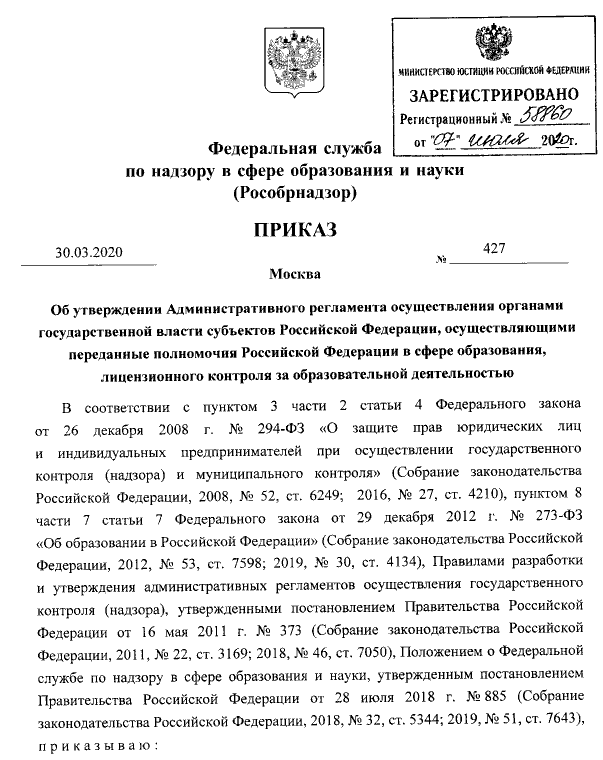 МИНИСТЕРСТВО ЮСТИЦИИ РОССИЙСКОЙ ФЕДЕРАЦИИ
ЗАРЕГИСТРИРОВАНО
Регистрационный № 58860
от "07" июля 2020г.
Федеральная служба
по надзору в сфере образования и науки
(Рособрнадзор)
ПРИКАЗ
30.03.2020
№ 427
Москва
Об утверждении Административного регламента осуществления органами
государственной власти субъектов Российской Федерации, осуществляющими
переданные полномочия Российской Федерации в сфере образования,
лицензионного контроля за образовательной деятельностью
В соответствии с пунктом 3 части 2 статьи 4 Федерального закона
от 26 декабря 2008 г. № 294-ФЗ «О защите прав юридических лиц
и индивидуальных предпринимателей при осуществлении государственного
контроля (надзора) и муниципального контроля» (Собрание законодательства
Российской Федерации, 2008, № 52, ст. 6249; 2016, № 27, ст. 4210), пунктом 8
части 7 статьи 7 Федерального закона от 29 декабря 2012 г. № 273-ФЗ
«Об образовании в Российской Федерации» (Собрание законодательства Российской
Федерации, 2012, № 53, ст. 7598; 2019, № 30, ст. 4134), Правилами разработки
и утверждения административных регламентов осуществления государственного
контроля (надзора), утвержденными постановлением Правительства Российской
Федерации от 16 мая 2011 г. № 373 (Собрание законодательства Российской
Федерации, 2011, № 22, ст. 3169; 2018, № 46, ст. 7050), Положением о Федеральной
службе по надзору в сфере образования и науки, утвержденным постановлением
Правительства Российской Федерации от 28 июля 2018 г. № 885 (Собрание
законодательства Российской Федерации, 2018, № 32, ст. 5344; 2019, № 51, ст. 7643),
приказываю: